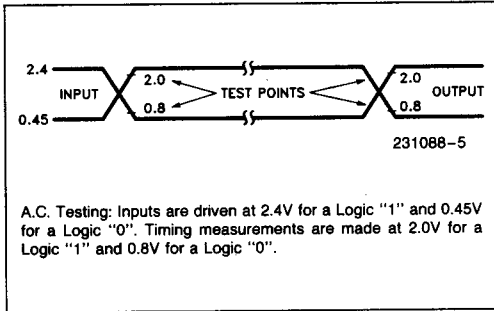 2.4
2.0
2.0
INPUT
TEST POINTS
OUTPUT
0.8
0.8
0.45
231088-5
A.C. Testing: Inputs are driven at 2.4V for a Logic "1" and 0.45V
for a Logic "0". Timing measurements are made at 2.0V for a
Logic "1" and 0.8V for a Logic "0".